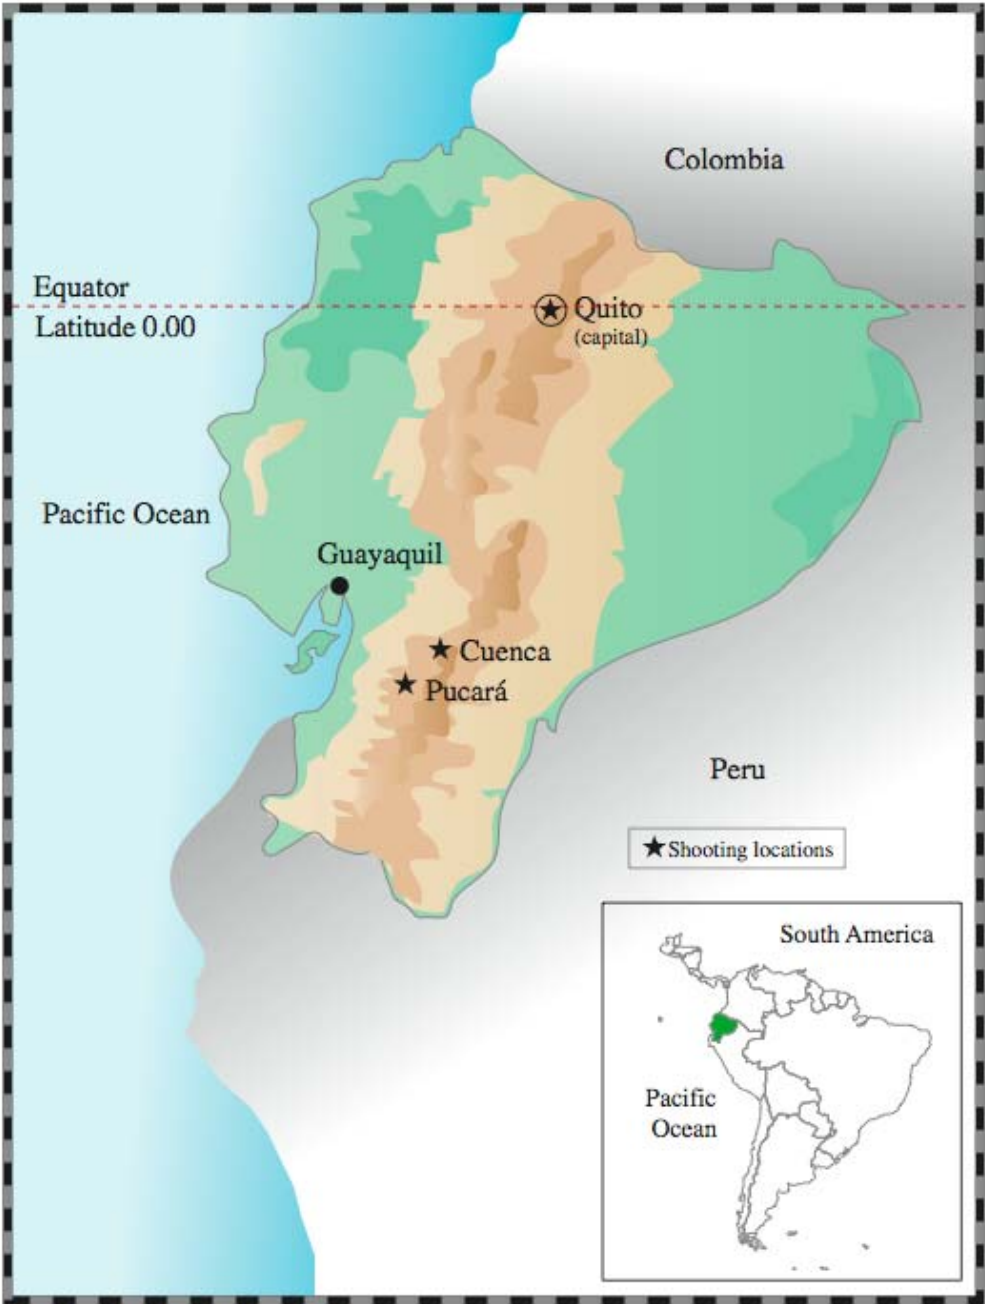 Colombia
Equator
Latitude 0.00
Quito
(capital)
Pacific Ocean
Guayaquil
Cuenca
Pucará
Peru
Shooting locations
South America
Pacific
Ocean